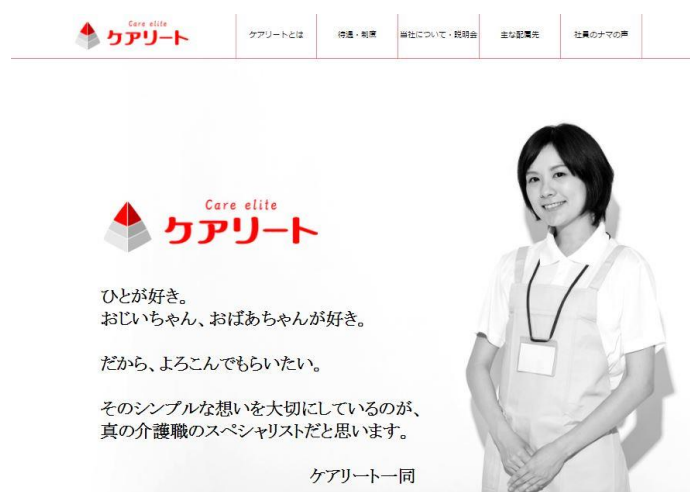 Care elite
ケアリート
ケアリートとは
待遇・制度
当社について・説明会
主な配属先
社員のナマの声
Care elite
ケアリート
ひとが好き。
おじいちゃん、おばあちゃんが好き。
だから、よろこんでもらいたい。
そのシンプルな想いを大切にしているのが、
真の介護職のスペシャリストだと思います。
ケアリート一同